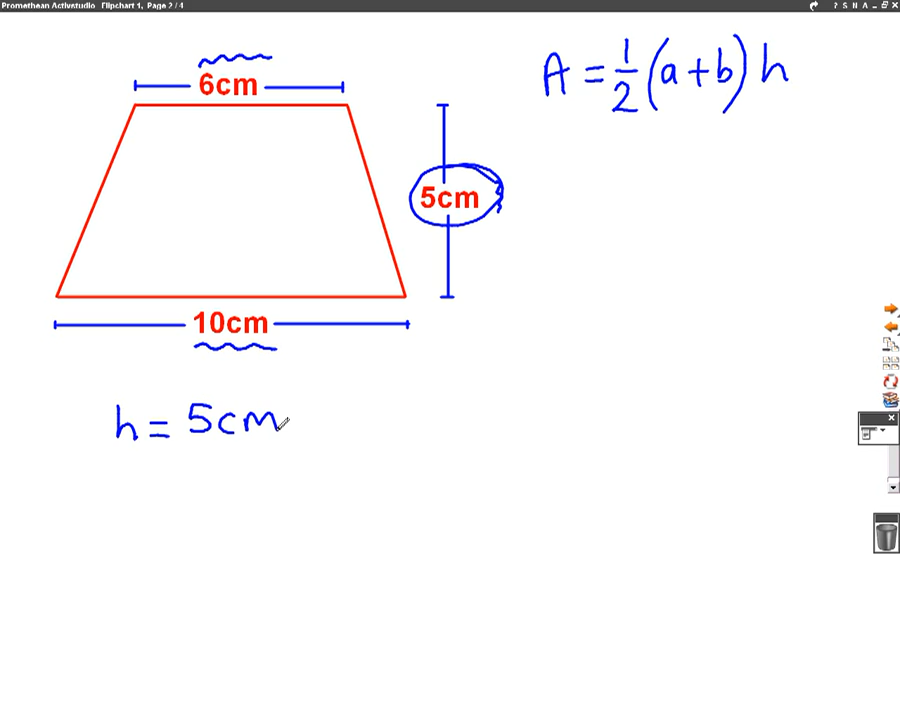 Promethean Activstudio Flipchart 1, Page 2 / 4
? S N A
6cm
A = 1/2 (a+b) h
5cm
10cm
h = 5cm